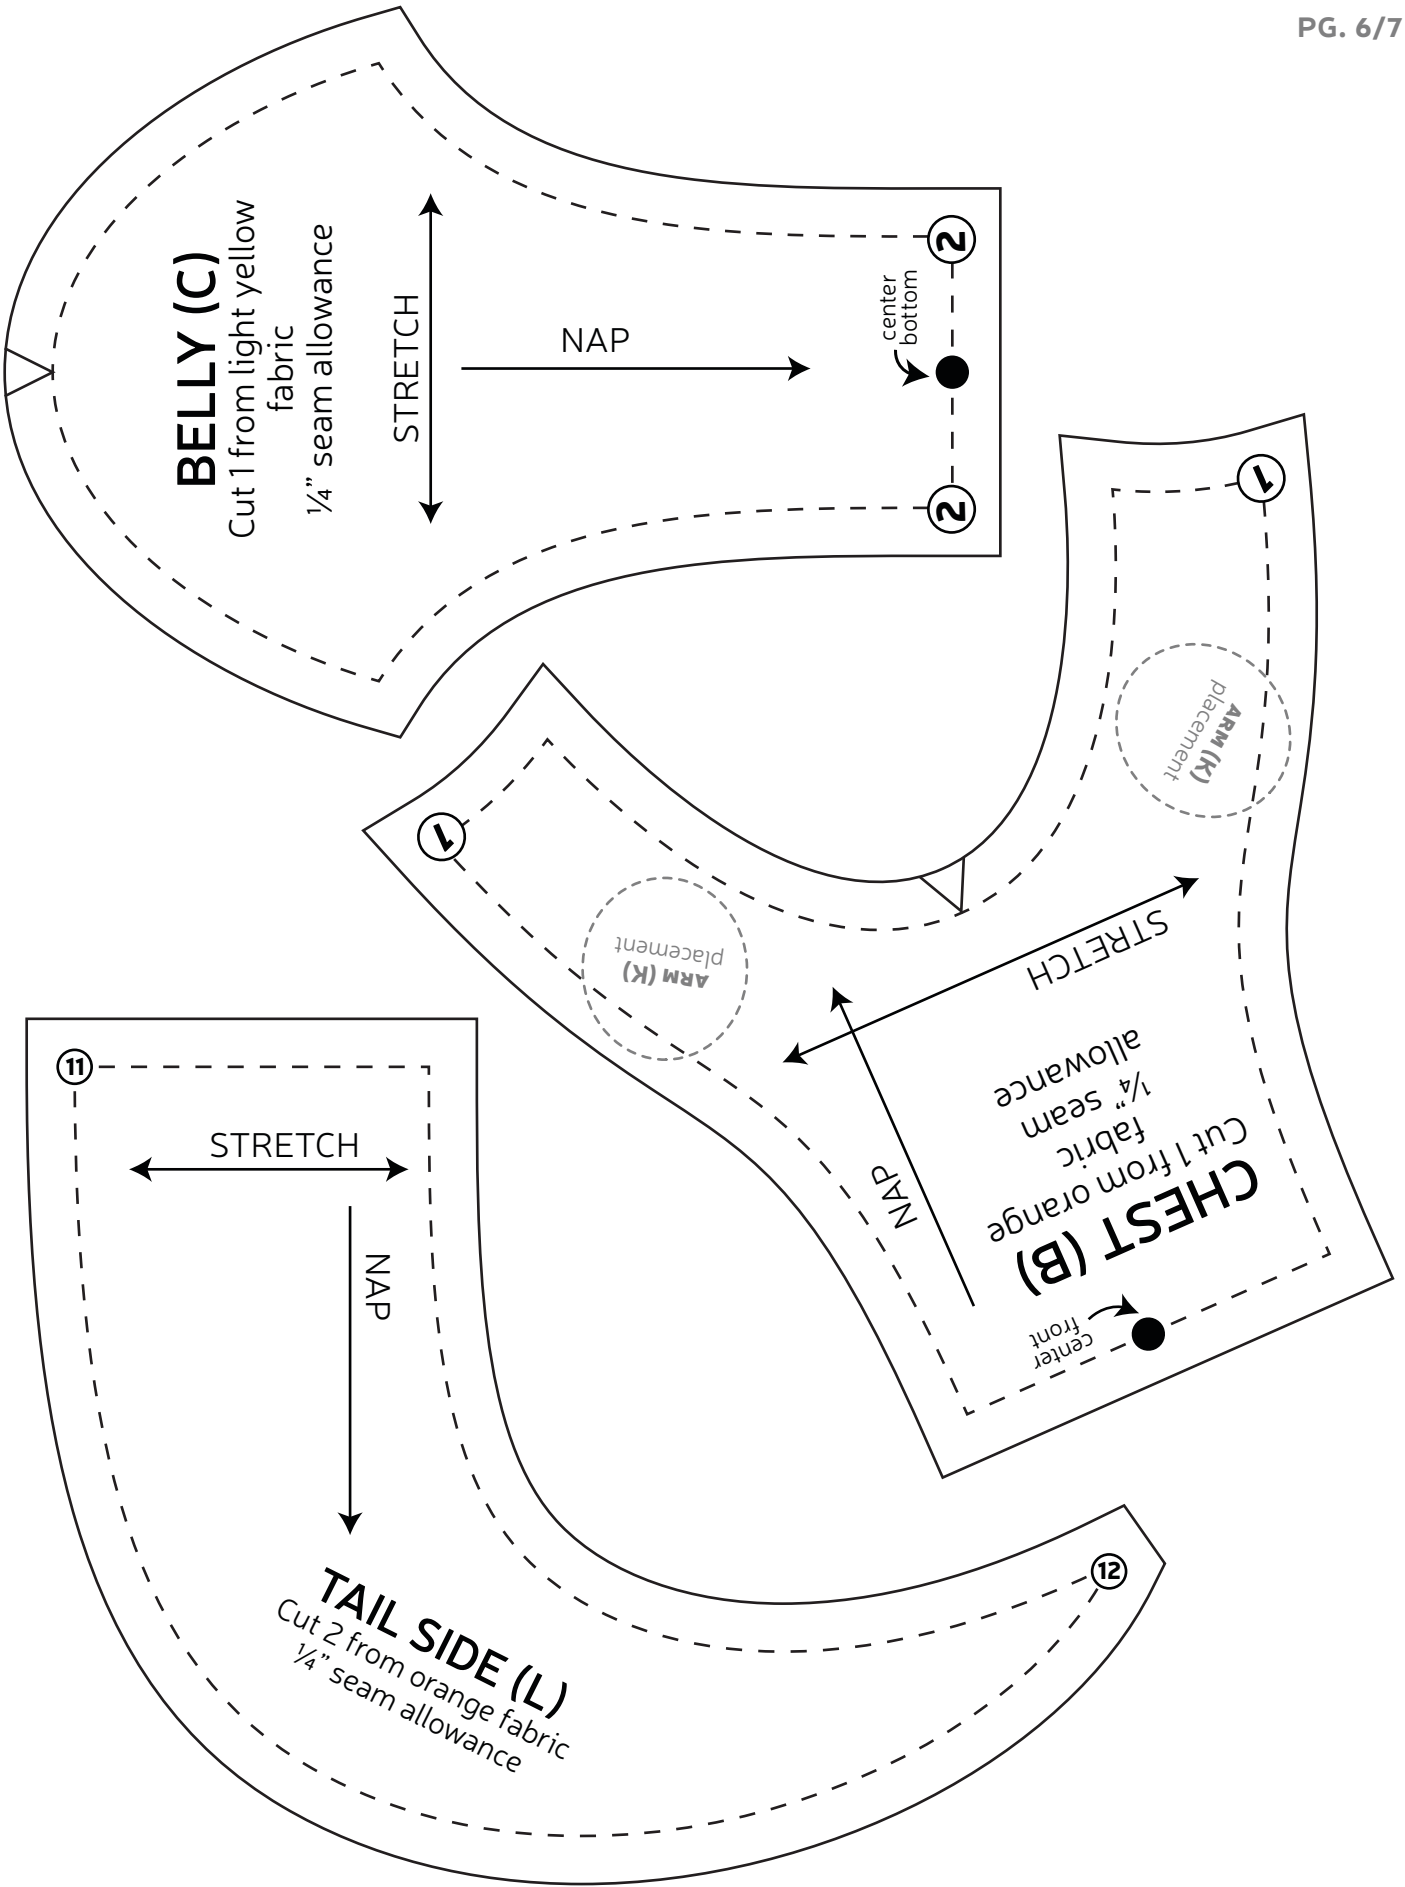 PG. 6/7
BELLY (C)
Cut 1 from light yellow
fabric
¼” seam allowance
STRETCH
NAP
center
bottom
2
2
CHEST (B)
Cut 1 from orange
fabric
¼” seam
allowance
STRETCH
NAP
center
front
1
1
ARM (K)
placement
ARM (K)
placement
11
STRETCH
NAP
TAIL SIDE (L)
Cut 2 from orange fabric
¼” seam allowance
12